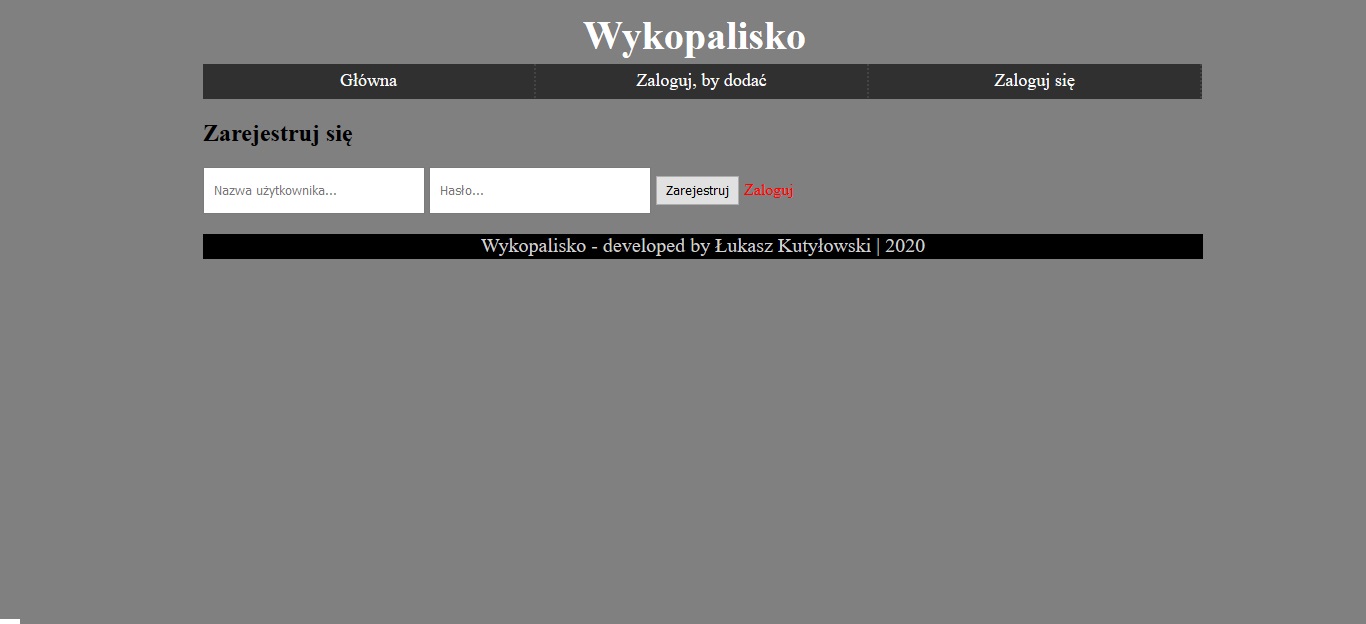 Wykopalisko
Główna Zaloguj, by dodać Zaloguj się
Zarejestruj się
Nazwa użytkownika... Hasło... Zarejestruj Zaloguj
Wykopalisko - developed by Łukasz Kutyłowski | 2020